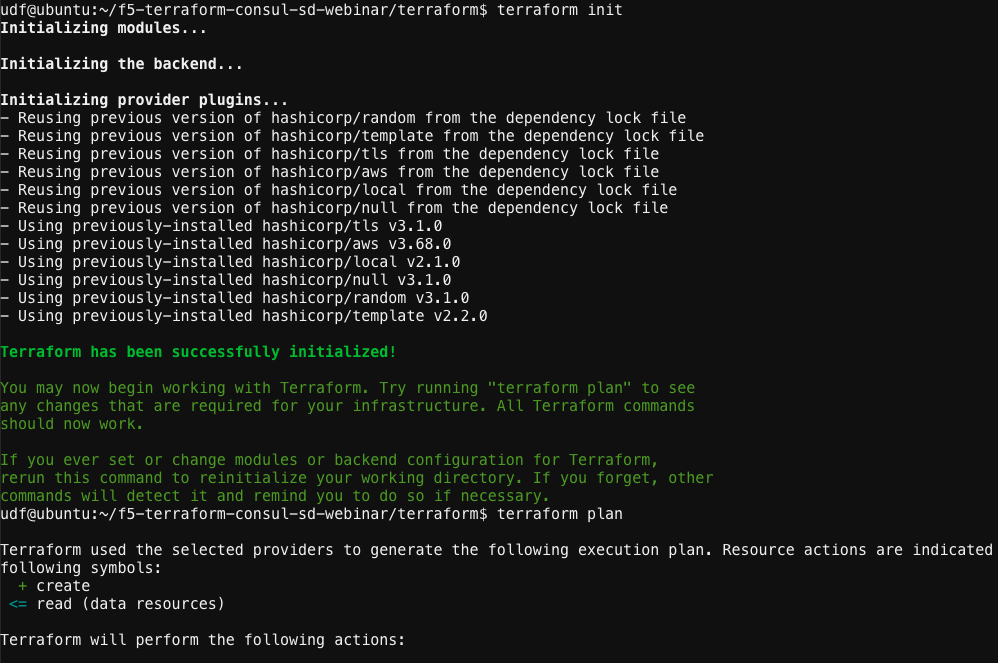 udf@ubuntu:~/f5-terraform-consul-sd-webinar/terraform$ terraform init
Initializing modules...
Initializing the backend...
Initializing provider plugins...
- Reusing previous version of hashicorp/random from the dependency lock file
- Reusing previous version of hashicorp/template from the dependency lock file
- Reusing previous version of hashicorp/tls from the dependency lock file
- Reusing previous version of hashicorp/aws from the dependency lock file
- Reusing previous version of hashicorp/local from the dependency lock file
- Reusing previous version of hashicorp/null from the dependency lock file
- Using previously-installed hashicorp/tls v3.1.0
- Using previously-installed hashicorp/aws v3.68.0
- Using previously-installed hashicorp/local v2.1.0
- Using previously-installed hashicorp/null v3.1.0
- Using previously-installed hashicorp/random v3.1.0
- Using previously-installed hashicorp/template v2.2.0
Terraform has been successfully initialized!
You may now begin working with Terraform. Try running "terraform plan" to see
any changes that are required for your infrastructure. All Terraform commands
should now work.
If you ever set or change modules or backend configuration for Terraform,
rerun this command to reinitialize your working directory. If you forget, other
commands will detect it and remind you to do so if necessary.
udf@ubuntu:~/f5-terraform-consul-sd-webinar/terraform$ terraform plan
Terraform used the selected providers to generate the following execution plan. Resource actions are indicated
following symbols:
+ create
<= read (data resources)
Terraform will perform the following actions: